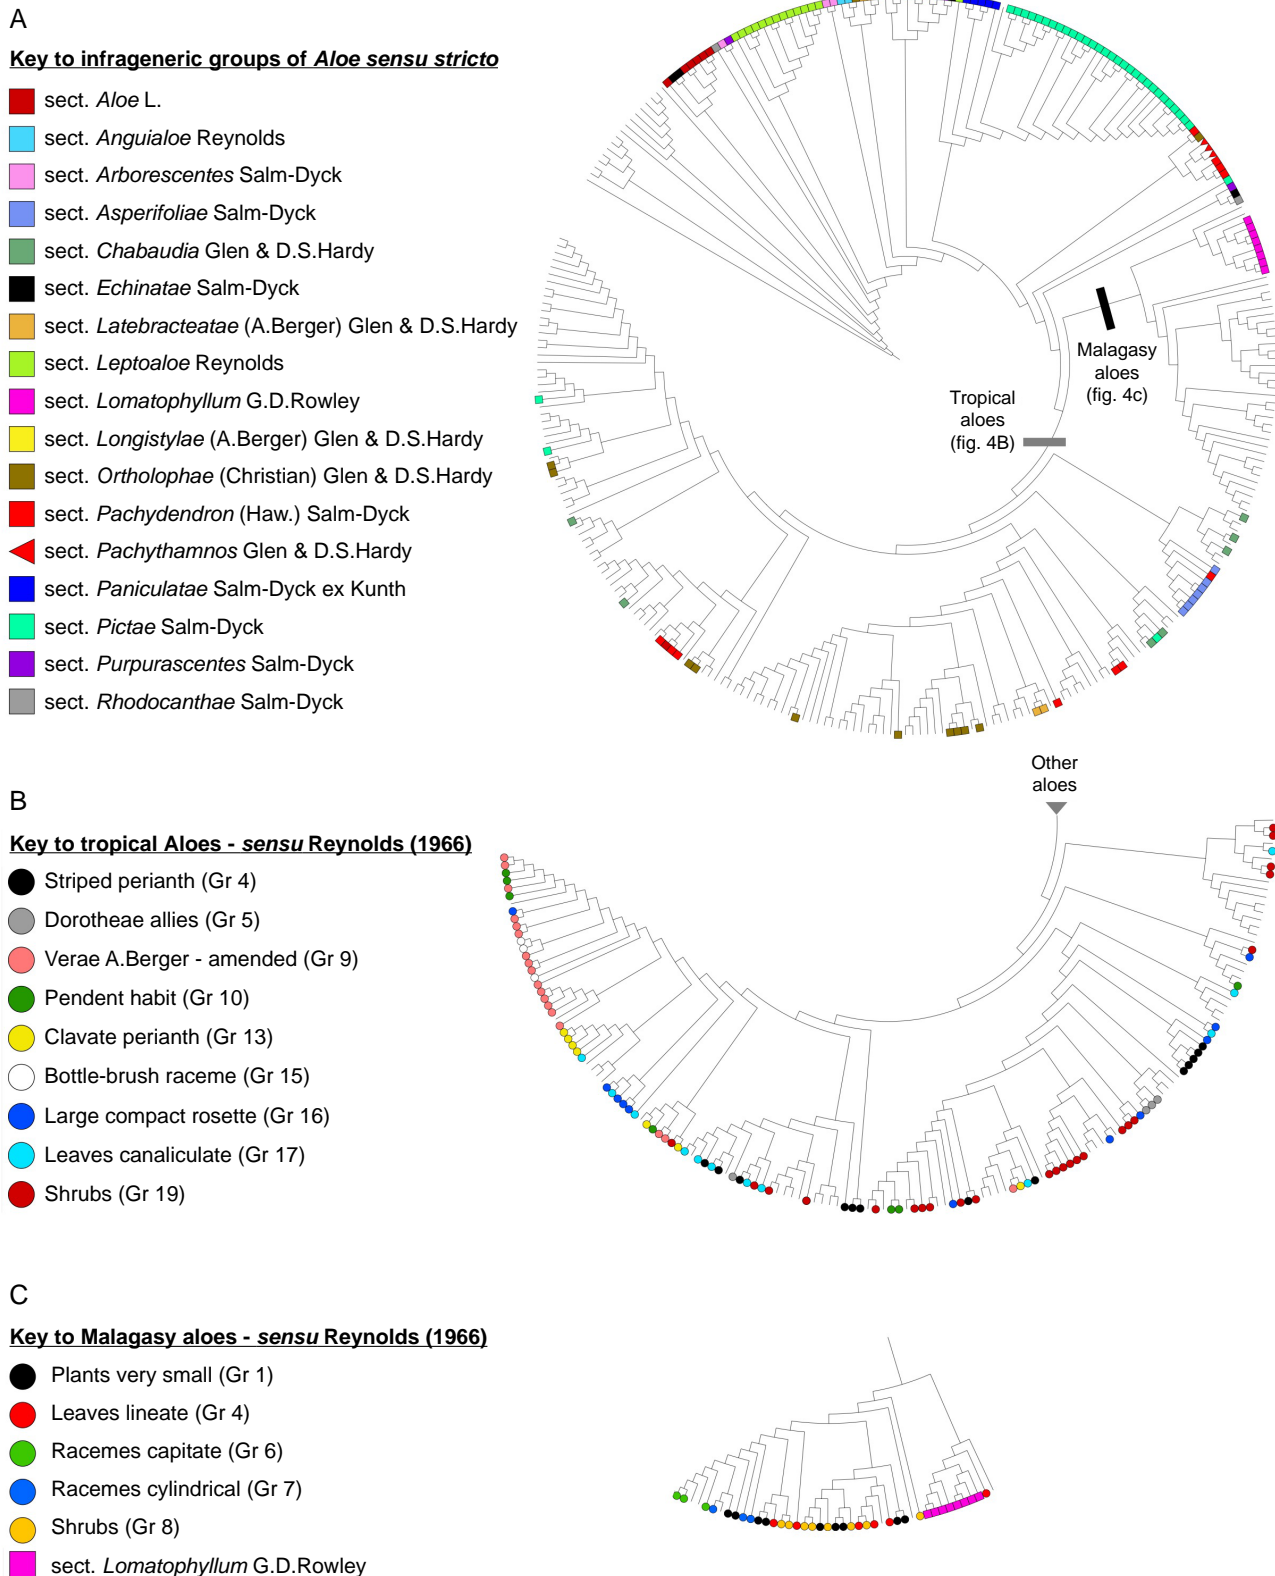 A
Key to infrageneric groups of Aloe sensu stricto
sect. Aloe L.
sect. Anguialoe Reynolds
sect. Arborescentes Salm-Dyck
sect. Asperifoliae Salm-Dyck
sect. Chabaudia Glen & D.S.Hardy
sect. Echinatae Salm-Dyck
sect. Latebracteatae (A.Berger) Glen & D.S.Hardy
sect. Leptoaloe Reynolds
sect. Lomatophyllum G.D.Rowley
sect. Longistylae (A.Berger) Glen & D.S.Hardy
sect. Ortholophae (Christian) Glen & D.S.Hardy
sect. Pachydendron (Haw.) Salm-Dyck
sect. Pachythamnos Glen & D.S.Hardy
sect. Paniculatae Salm-Dyck ex Kunth
sect. Pictae Salm-Dyck
sect. Purpurascentes Salm-Dyck
sect. Rhodocanthae Salm-Dyck
Malagasy
aloes
(fig. 4c)
Tropical
aloes
(fig. 4B)
Other
aloes
B
Key to tropical Aloes - sensu Reynolds (1966)
Striped perianth (Gr 4)
Dorotheae allies (Gr 5)
Verae A.Berger - amended (Gr 9)
Pendent habit (Gr 10)
Clavate perianth (Gr 13)
Bottle-brush raceme (Gr 15)
Large compact rosette (Gr 16)
Leaves canaliculate (Gr 17)
Shrubs (Gr 19)
C
Key to Malagasy aloes - sensu Reynolds (1966)
Plants very small (Gr 1)
Leaves lineate (Gr 4)
Racemes capitate (Gr 6)
Racemes cylindrical (Gr 7)
Shrubs (Gr 8)
sect. Lomatophyllum G.D.Rowley